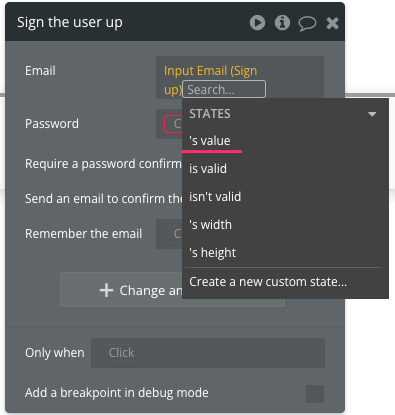 Sign the user up
Email
Input Email (Sign
up)
Search...
STATES
Password
C
's value
Require a password confirm
is valid
Send an email to confirm the
isn't valid
Remember the email
C
's width
's height
Change an
Create a new custom state...
Only when
Click
Add a breakpoint in debug mode